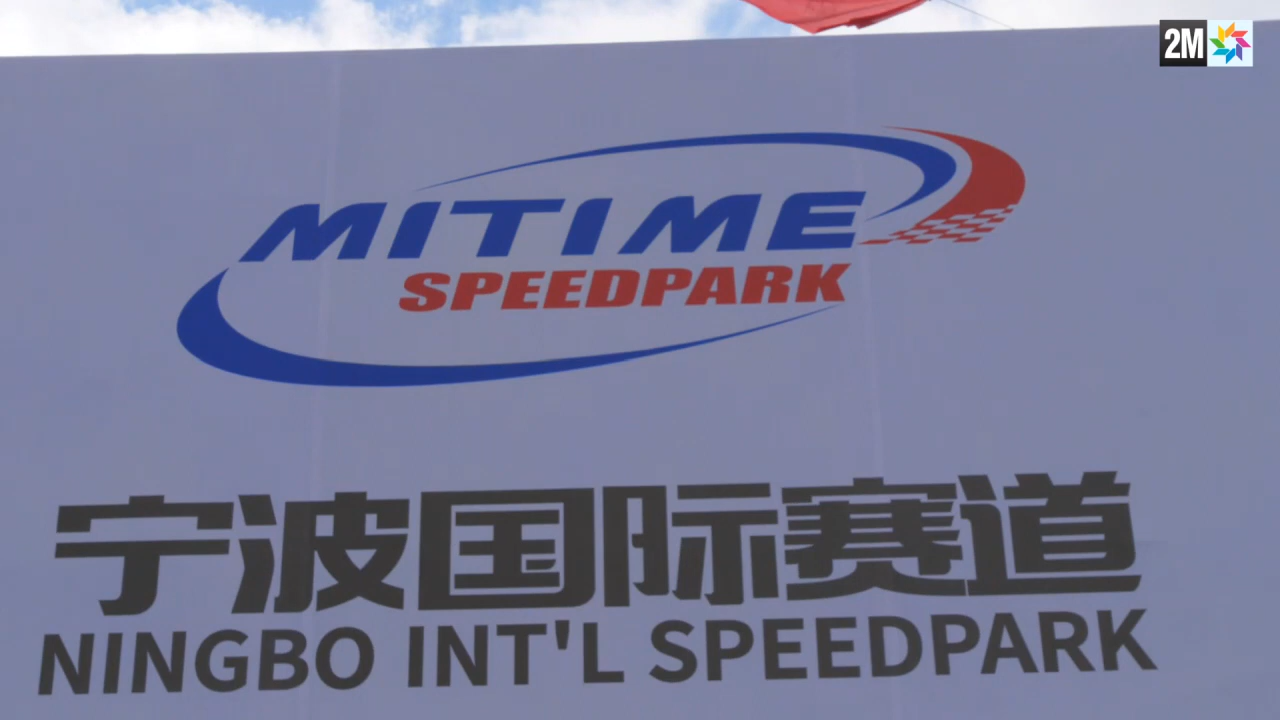 2M
MITIME
SPEEDPARK
宁波国际赛道
NINGBO INT'L SPEEDPARK